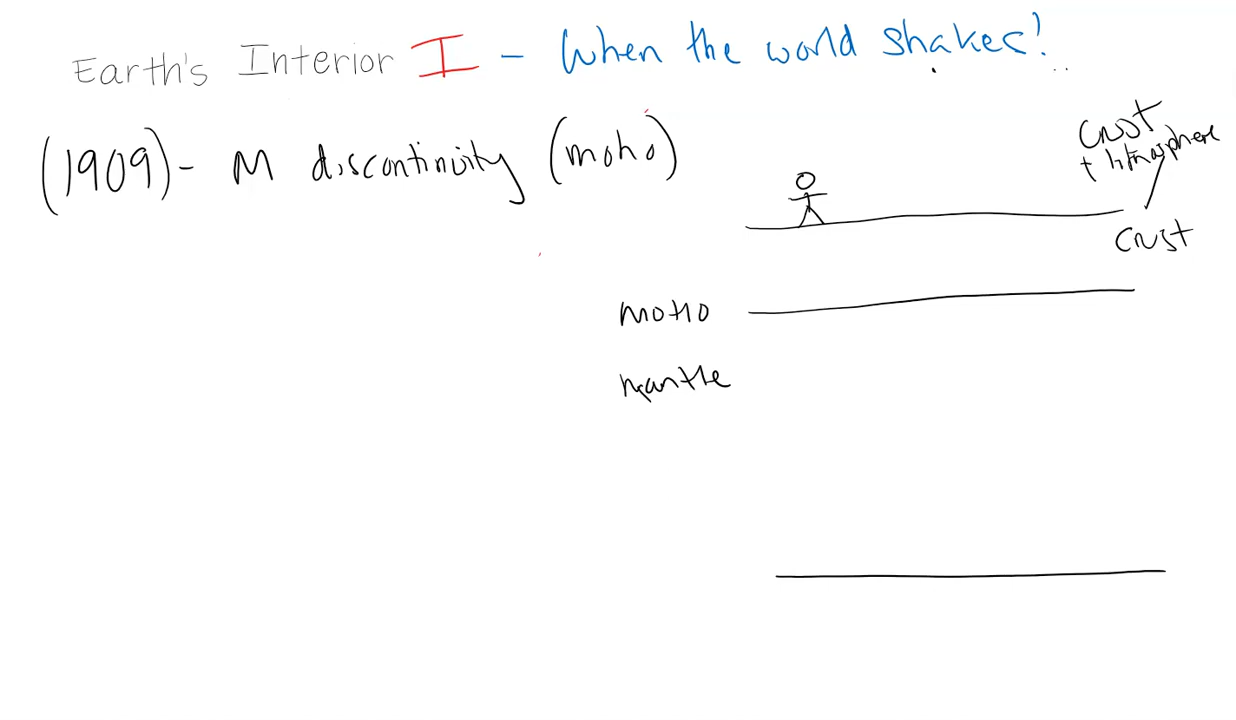 Earth's Interior I - When the world shakes!
(1909)- M discontinuity (moho)
Crust
+ lithosphere
Crust
MOHO
mantle